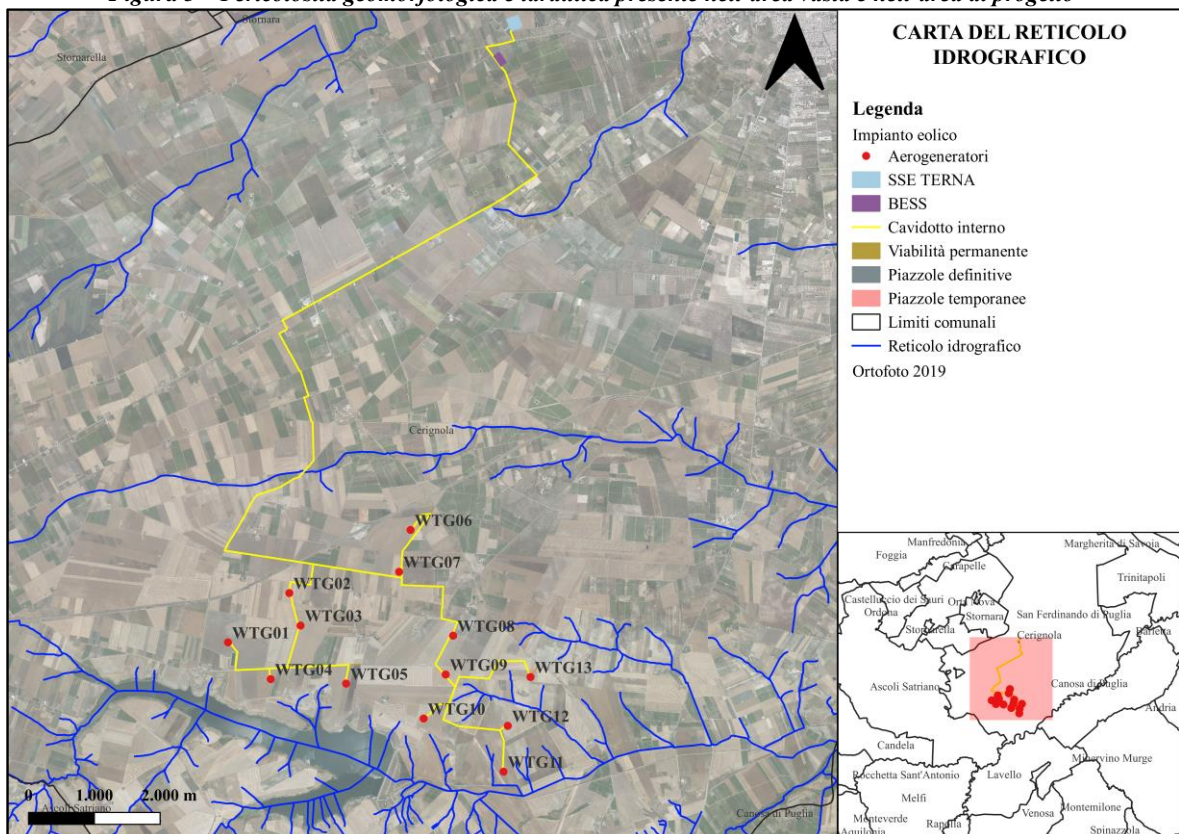 Figura 3 - Pericolosità geomorfologica e idraulica presente nell'area vasta e nell'area di progetto
Stornara
Stornarella
Cerignola
WTG06
WTG07
WTG02
WTG03
WTG08
WTG01
WTG04
WTG05
WTG09
WTG13
WTG10
WTG12
WTG11
0 1.000 2.000 m
Ascoli Satriano
Canosa di Puglia
CARTA DEL RETICOLO
IDROGRAFICO
Legenda
Impianto eolico
Aerogeneratori
SSE TERNA
BESS
Cavidotto interno
Viabilità permanente
Piazzole definitive
Piazzole temporanee
Limiti comunali
Reticolo idrografico
Ortofoto 2019
Manfredonia
Margherita di Savoia
Foggia
Carapelle
Trinitapoli
Castelluccio dei Sauri
Orta Nova
Ordona
San Ferdinando di Puglia
Stornara
Barletta
Stornarella
Cerignola
Ascoli Satriano
Canosa di Puglia
Andria
Candela
Minervino Murge
Rocchetta Sant'Antonio
Lavello
Melfi
Montemilone
Monteverde
Venosa
Aquilonia
Rapolla
Spinazzola